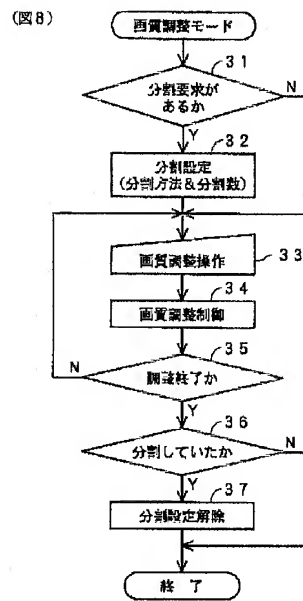 (図8)
画質調整モード
31
分割要求が
あるか
N
Y
32
分割設定
(分割方法&分割数)
画質調整操作
33
34
画質調整制御
35
N
調整終了か
Y
36
分割していたか
N
Y
37
分割設定解除
終了